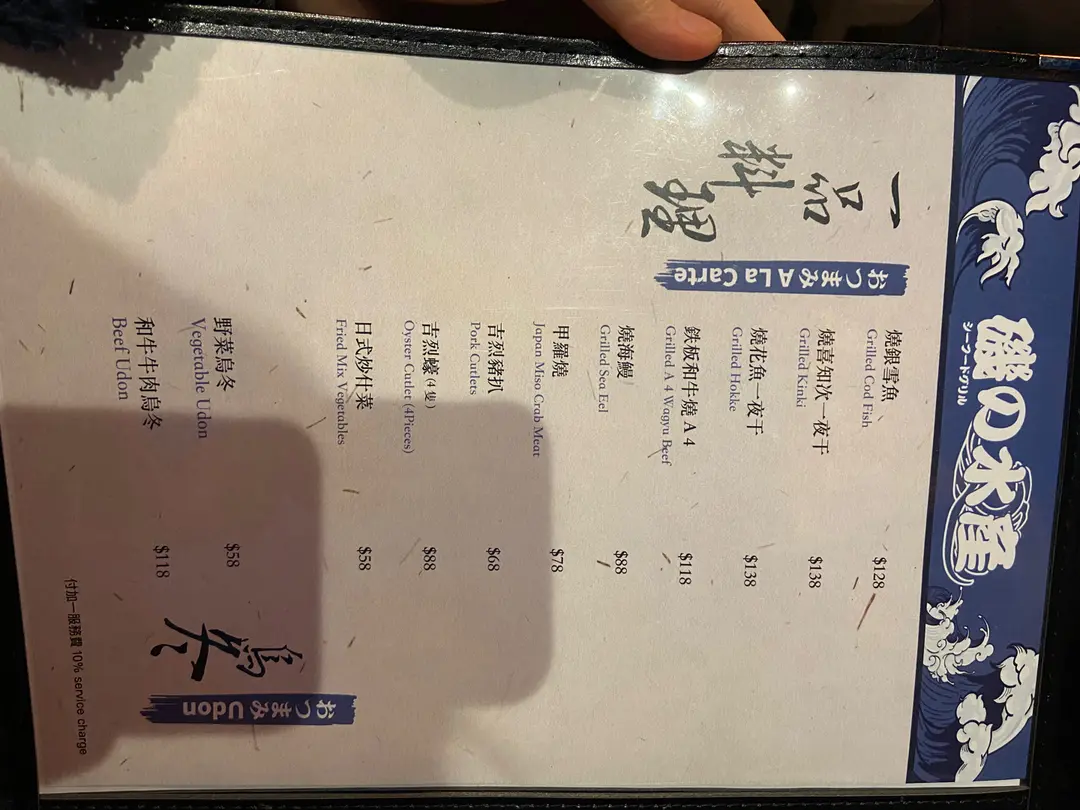 磯の水産
シーフードグリル
一品料理
おつまみ A La Carte
燒銀雪魚 $128
Grilled Cod Fish
燒喜知次一夜干 $138
Grilled Kinki
燒花魚一夜干 $138
Grilled Hokke
鉄板和牛燒 A 4 $118
Grilled A 4 Wagyu Beef
燒海鰻 $88
Grilled Sea Eel
甲羅燒 $78
Japan Miso Crab Meat
吉烈豬扒 $68
Pork Cutlets
吉烈蠔 (4 隻) $88
Oyster Cutlet (4Pieces)
日式炒什菜 $58
Fried Mix Vegetables
烏冬
おつまみ Udon
野菜烏冬 $58
Vegetable Udon
和牛牛肉烏冬 $118
Beef Udon
付加一服務費 10% service charge